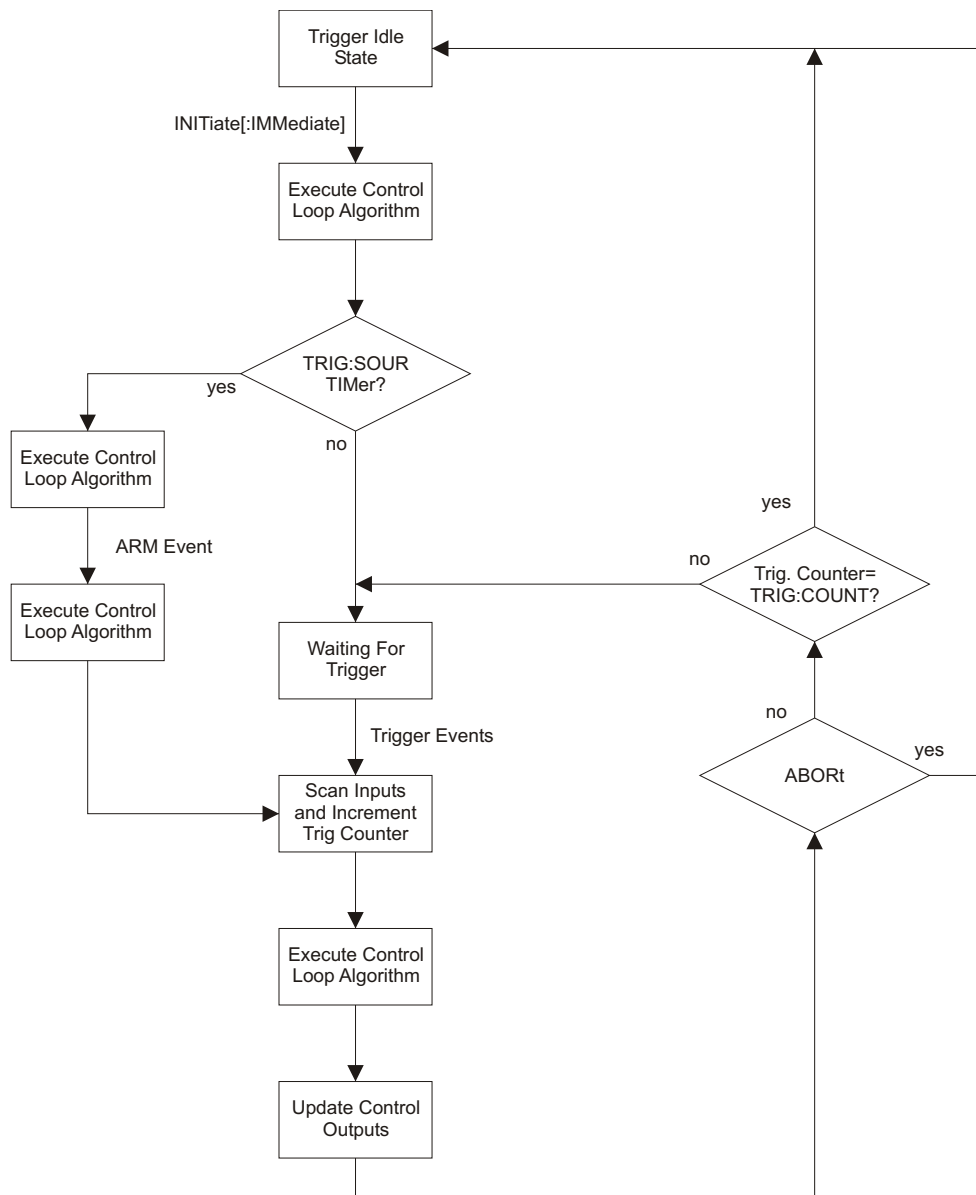 Trigger Idle
State
INITiate[:IMMediate]
Execute Control
Loop Algorithm
TRIG:SOUR
TIMer?
yes
no
Execute Control
Loop Algorithm
ARM Event
Execute Control
Loop Algorithm
Waiting For
Trigger
Trigger Events
Scan Inputs
and Increment
Trig Counter
Execute Control
Loop Algorithm
Update Control
Outputs
yes
no
Trig. Counter=
TRIG:COUNT?
no
yes
ABORt